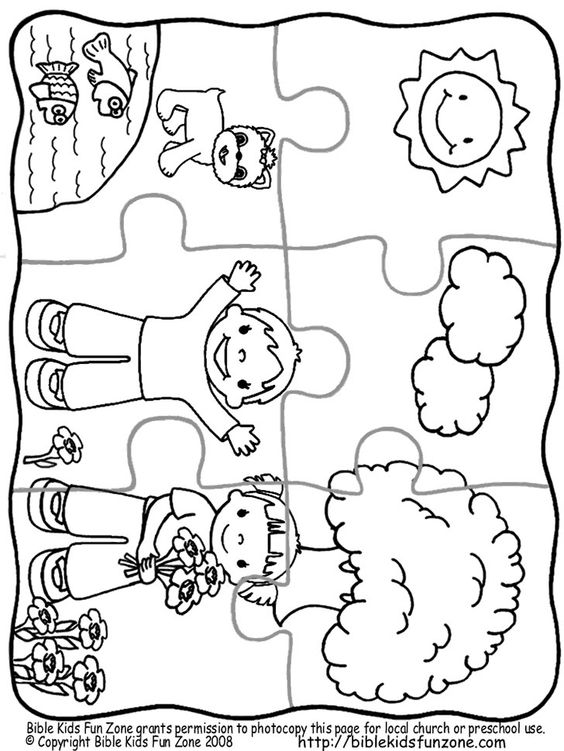 Bible Kids Fun Zone grants permission to photocopy this page for local church or preschool use.
© Copyright Bible Kids Fun Zone 2008 http://biblekidsfunzone.com